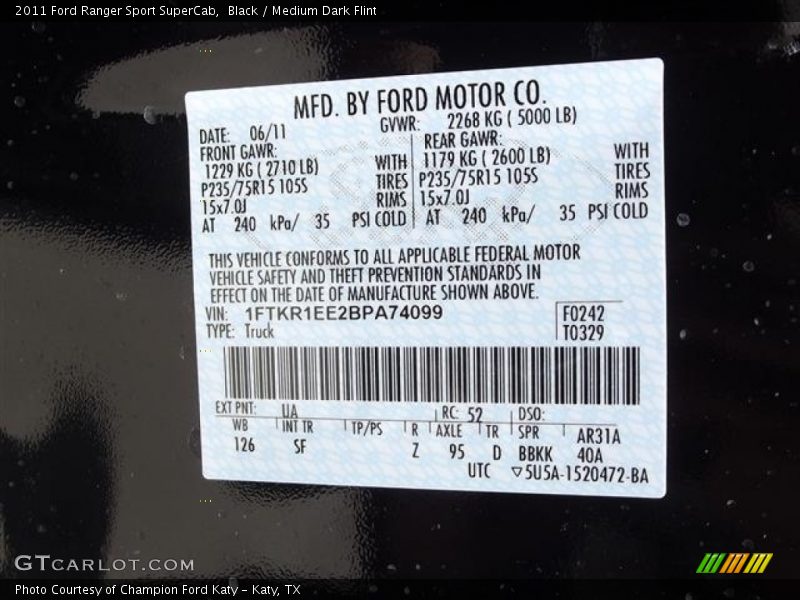 2011 Ford Ranger Sport SuperCab,  Black / Medium Dark Flint
MFD. BY FORD MOTOR CO.
DATE: 06/11 GVWR: 2268 KG ( 5000 LB)
FRONT GAWR: REAR GAWR:
1229 KG ( 2710 LB) WITH 1179 KG ( 2600 LB) WITH
P235/75R15 105S TIRES P235/75R15 105S TIRES
15x7.0J RIMS 15x7.0J RIMS
AT 240 kPa/ 35 PSI COLD AT 240 kPa/ 35 PSI COLD
THIS VEHICLE CONFORMS TO ALL APPLICABLE FEDERAL MOTOR
VEHICLE SAFETY AND THEFT PREVENTION STANDARDS IN
EFFECT ON THE DATE OF MANUFACTURE SHOWN ABOVE.
VIN: 1FTKR1EE2BPA74099 F0242
TYPE: Truck T0329
EXT PNT: UA RC: 52 DSO:
WB INT TR TP/PS R AXLE TR SPR AR31A
126 SF Z 95 D BBKK 40A
UTC ▽5U5A-1520472-BA
GTCARLOT.COM
Photo Courtesy of Champion Ford Katy - Katy, TX